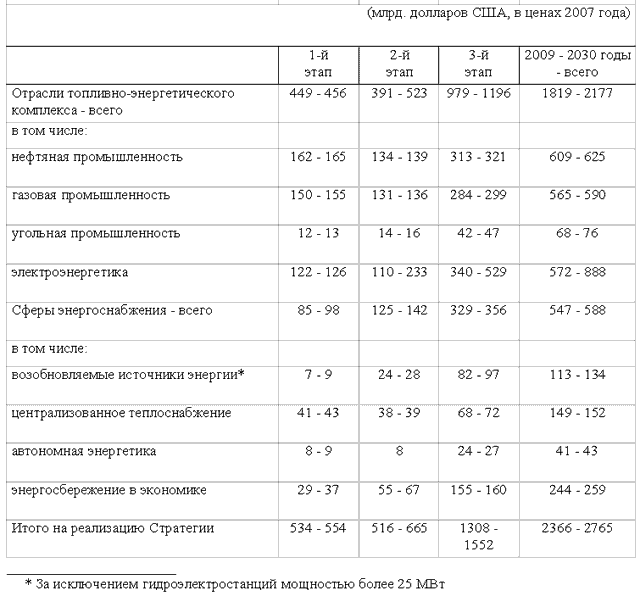 (млрд. долларов США, в ценах 2007 года)
1-й этап 2-й этап 3-й этап 2009 - 2030 годы - всего
Отрасли топливно-энергетического комплекса - всего 449 - 456 391 - 523 979 - 1196 1819 - 2177
в том числе:
нефтяная промышленность 162 - 165 134 - 139 313 - 321 609 - 625
газовая промышленность 150 - 155 131 - 136 284 - 299 565 - 590
угольная промышленность 12 - 13 14 - 16 42 - 47 68 - 76
электроэнергетика 122 - 126 110 - 233 340 - 529 572 - 888
Сферы энергоснабжения - всего 85 - 98 125 - 142 329 - 356 547 - 588
в том числе:
возобновляемые источники энергии* 7 - 9 24 - 28 82 - 97 113 - 134
централизованное теплоснабжение 41 - 43 38 - 39 68 - 72 149 - 152
автономная энергетика 8 - 9 8 24 - 27 41 - 43
энергосбережение в экономике 29 - 37 55 - 67 155 - 160 244 - 259
Итого на реализацию Стратегии 534 - 554 516 - 665 1308 - 1552 2366 - 2765
* За исключением гидроэлектростанций мощностью более 25 МВт